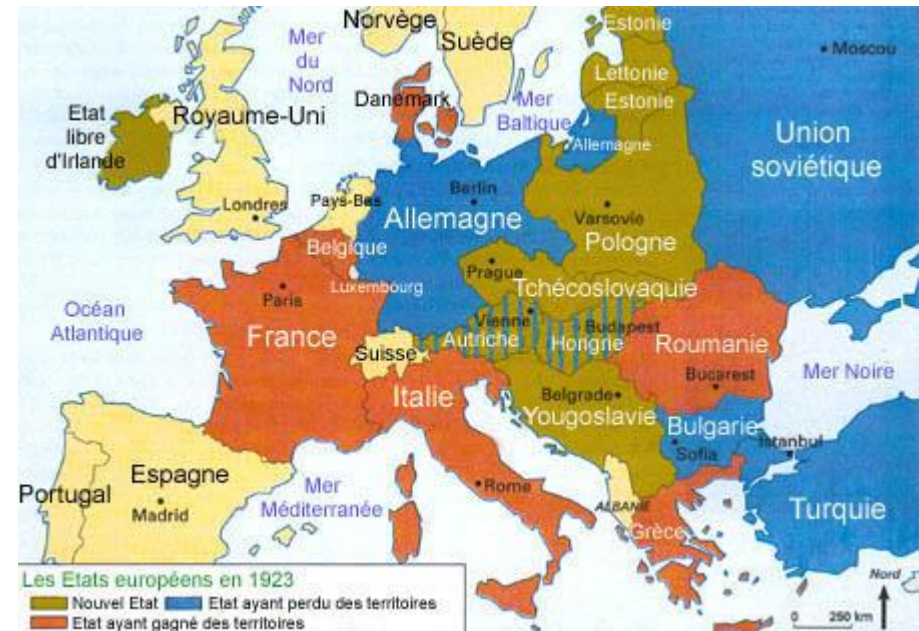 Norvège
Suède
Estonie
Mer
du
Nord
Moscou
Lettonie
Danemark
Estonie
Mer
Baltique
Etat
libre
d'Irlande
Royaume-Uni
Allemagne
Union
soviétique
Londres
Pays-Bas
Berlin
Allemagne
Varsovie
Pologne
Belgique
Prague
Luxembourg
Tchécoslovaquie
Paris
Océan
Atlantique
France
Vienne
Budapest
Autriche
Hongrie
Suisse
Roumanie
Bucarest
Mer Noire
Italie
Belgrade
Yougoslavie
Bulgarie
Sofia
Istanbul
Espagne
Portugal
Madrid
Mer
Méditerranée
Rome
ALBANIE
Grèce
Turquie
Les Etats européens en 1923
Nouvel Etat
Etat ayant perdu des territoires
Etat ayant gagné des territoires
Nord
0 250 km